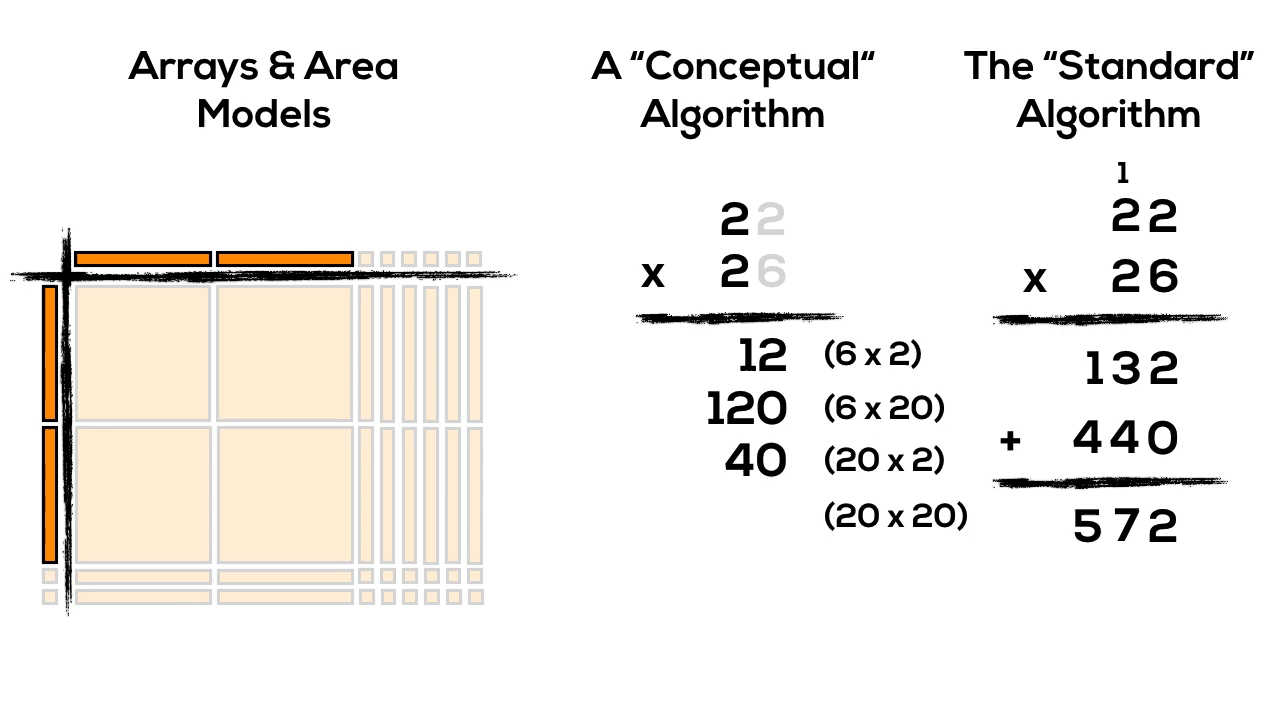 Arrays & Area
Models
A “Conceptual“
Algorithm
22
x 26
12 (6 x 2)
120 (6 x 20)
40 (20 x 2)
(20 x 20)
The “Standard”
Algorithm
1
22
x 26
132
+ 440
572